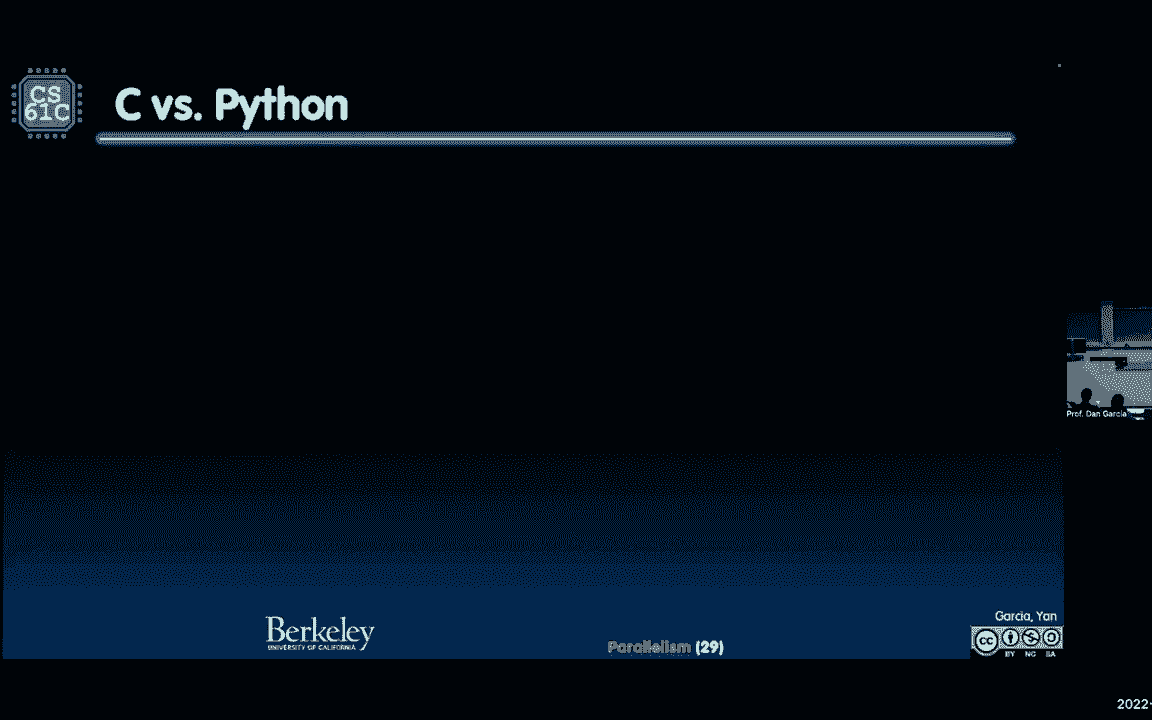 CS
61C
C vs. Python
Prof. Dan Garcia
Berkeley
UNIVERSITY OF CALIFORNIA
Parallelism (29)
Garcia, Yan
cc
BY NC SA
2022-